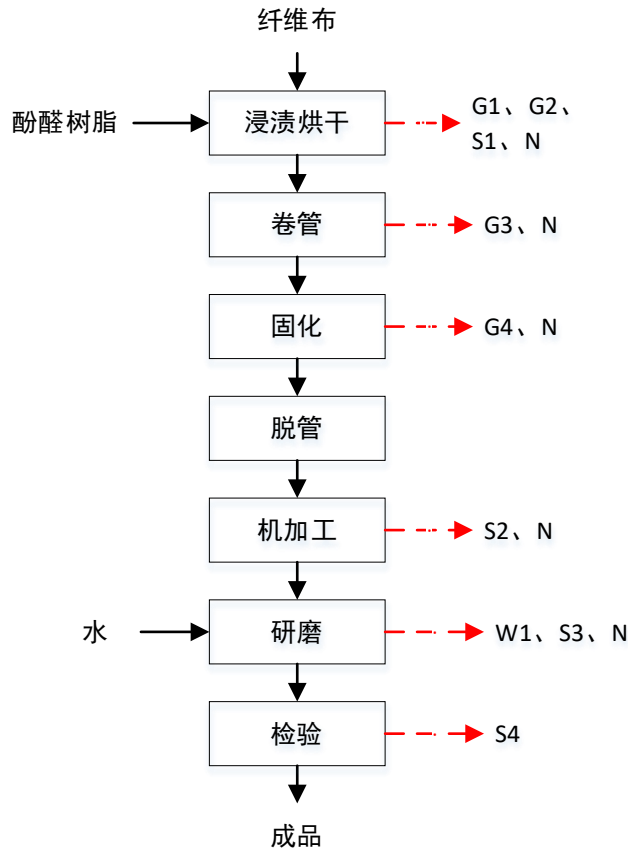 纤维布
酚醛树脂
浸渍烘干
G1、G2、
S1、N
卷管
G3、N
固化
G4、N
脱管
机加工
S2、N
水
研磨
W1、S3、N
检验
S4
成品